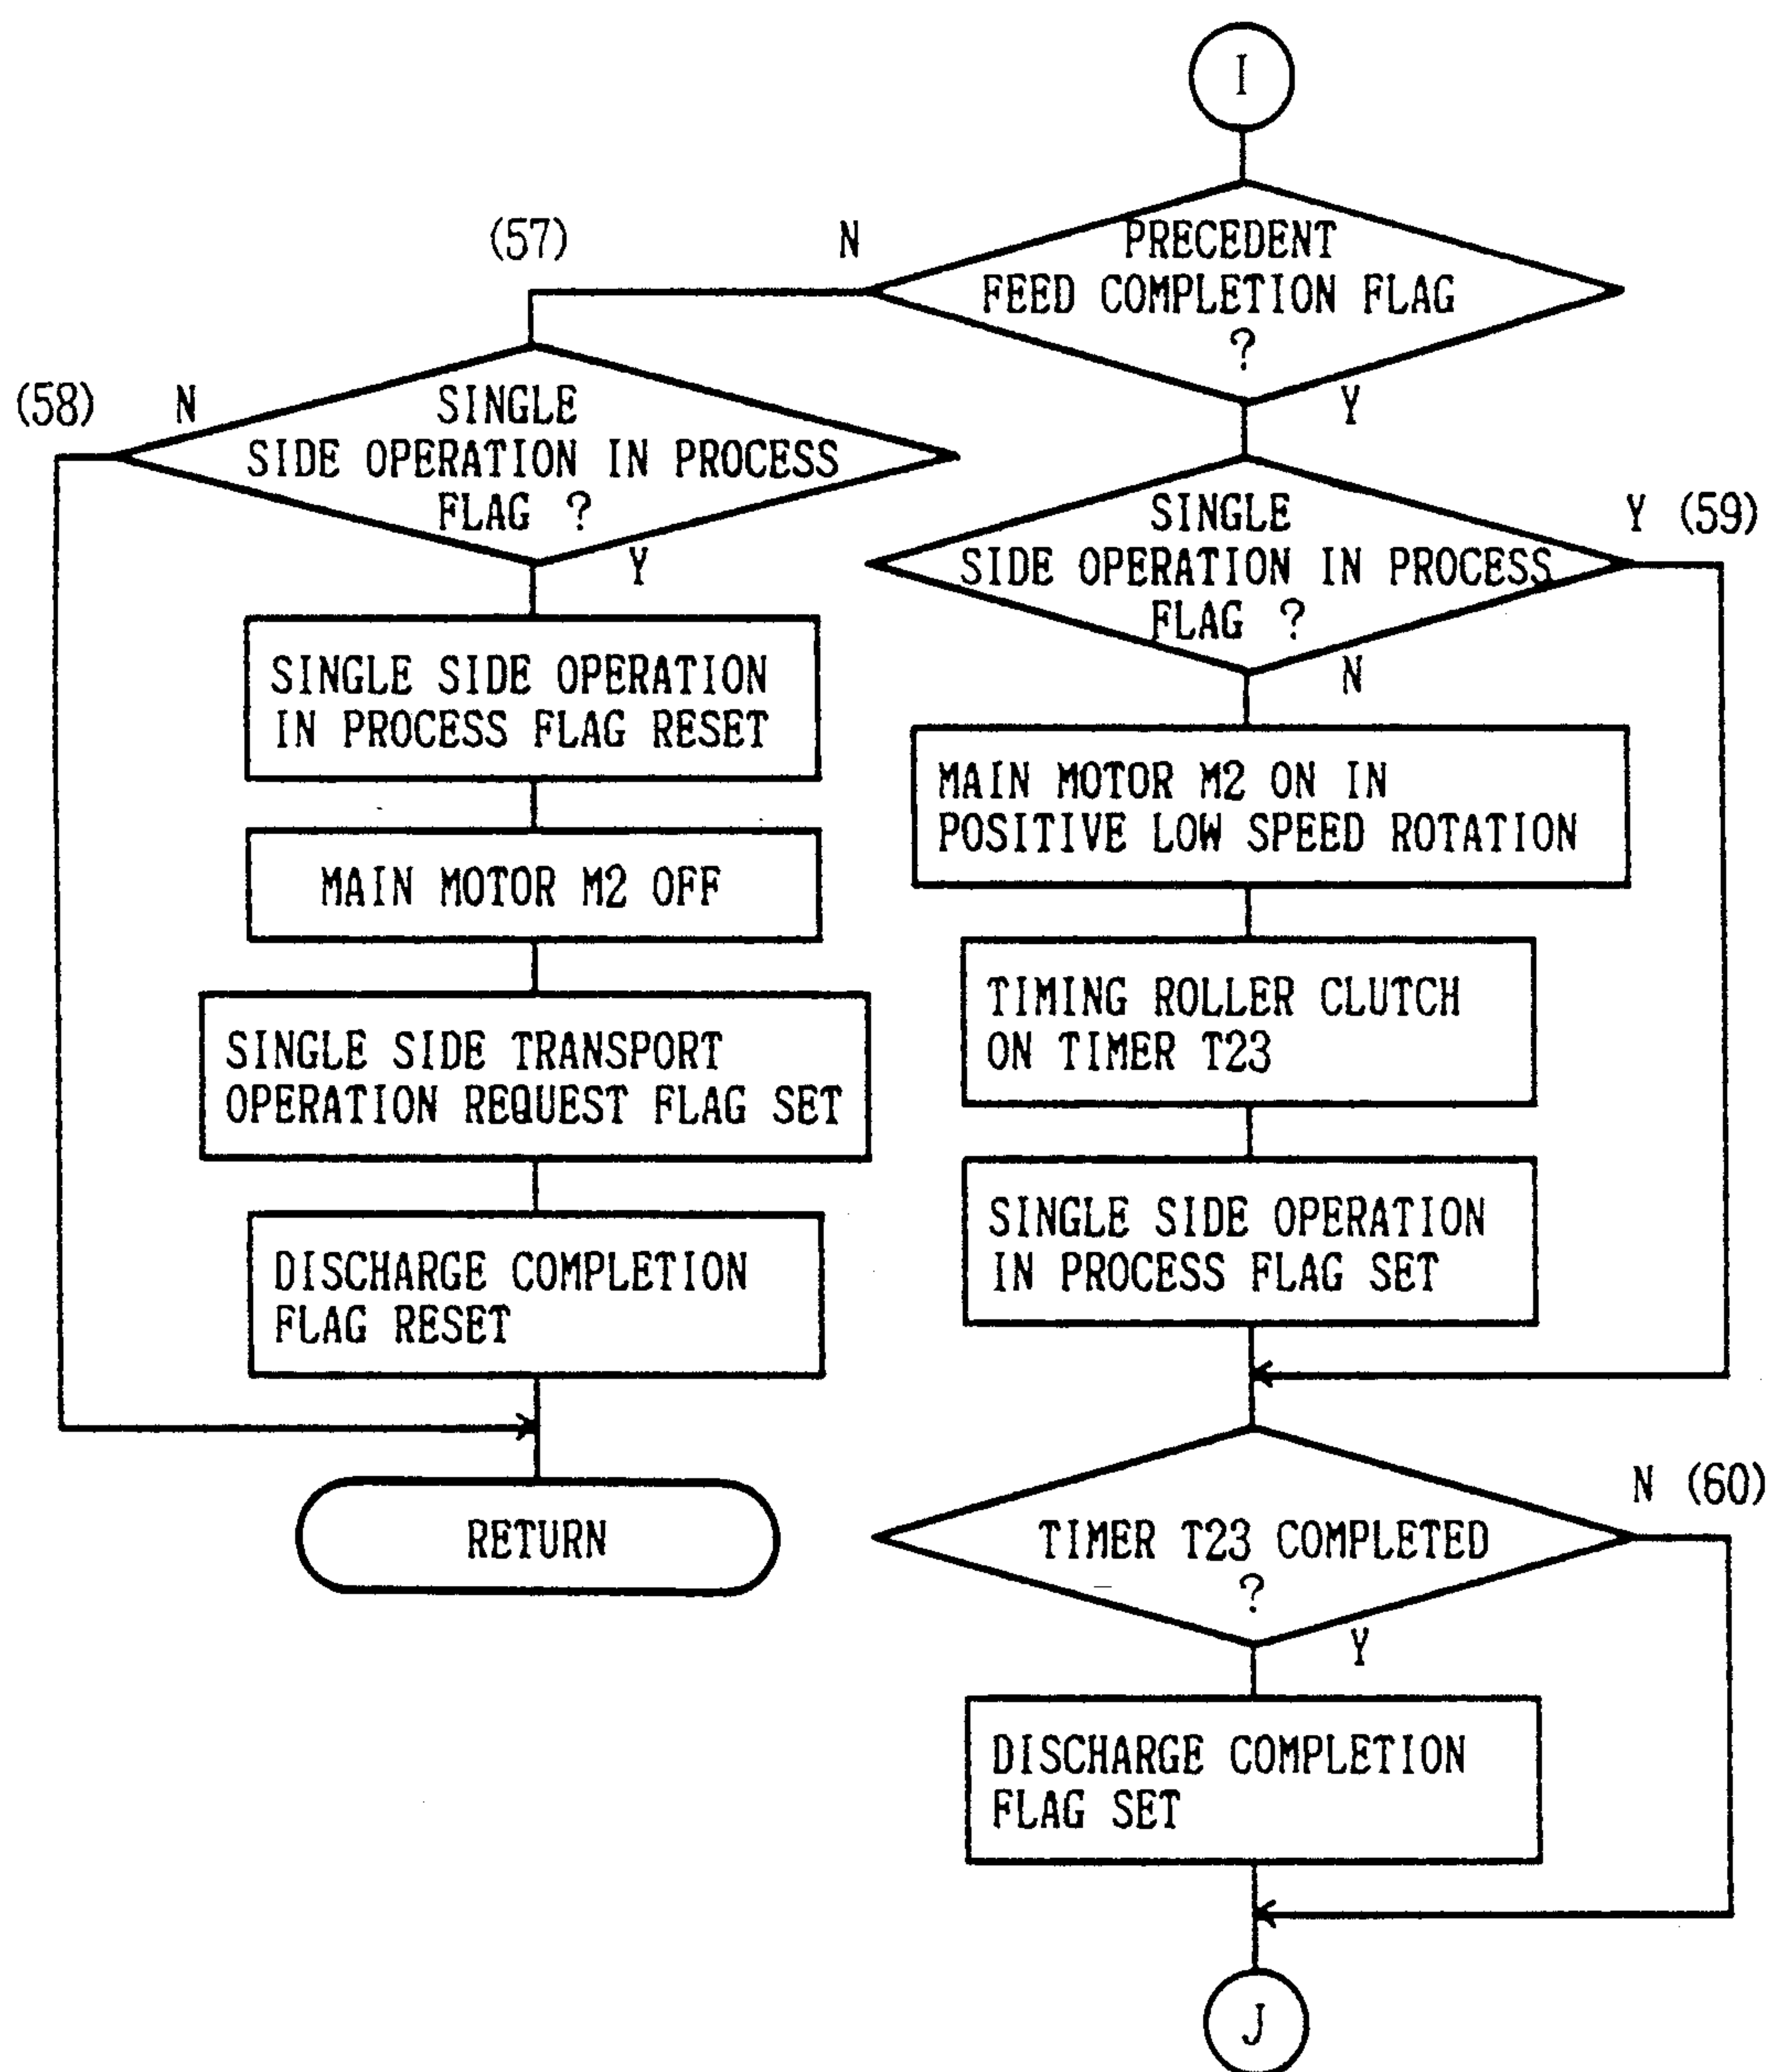 I
PRECEDENT
FEED COMPLETION FLAG
?
N
(57)
Y
SINGLE
SIDE OPERATION IN PROCESS
FLAG ?
N
(58)
Y
SINGLE SIDE OPERATION
IN PROCESS FLAG RESET
MAIN MOTOR M2 OFF
SINGLE SIDE TRANSPORT
OPERATION REQUEST FLAG SET
DISCHARGE COMPLETION
FLAG RESET
RETURN
SINGLE
SIDE OPERATION IN PROCESS
FLAG ?
Y (59)
N
MAIN MOTOR M2 ON IN
POSITIVE LOW SPEED ROTATION
TIMING ROLLER CLUTCH
ON TIMER T23
SINGLE SIDE OPERATION
IN PROCESS FLAG SET
TIMER T23 COMPLETED
?
N (60)
Y
DISCHARGE COMPLETION
FLAG SET
J